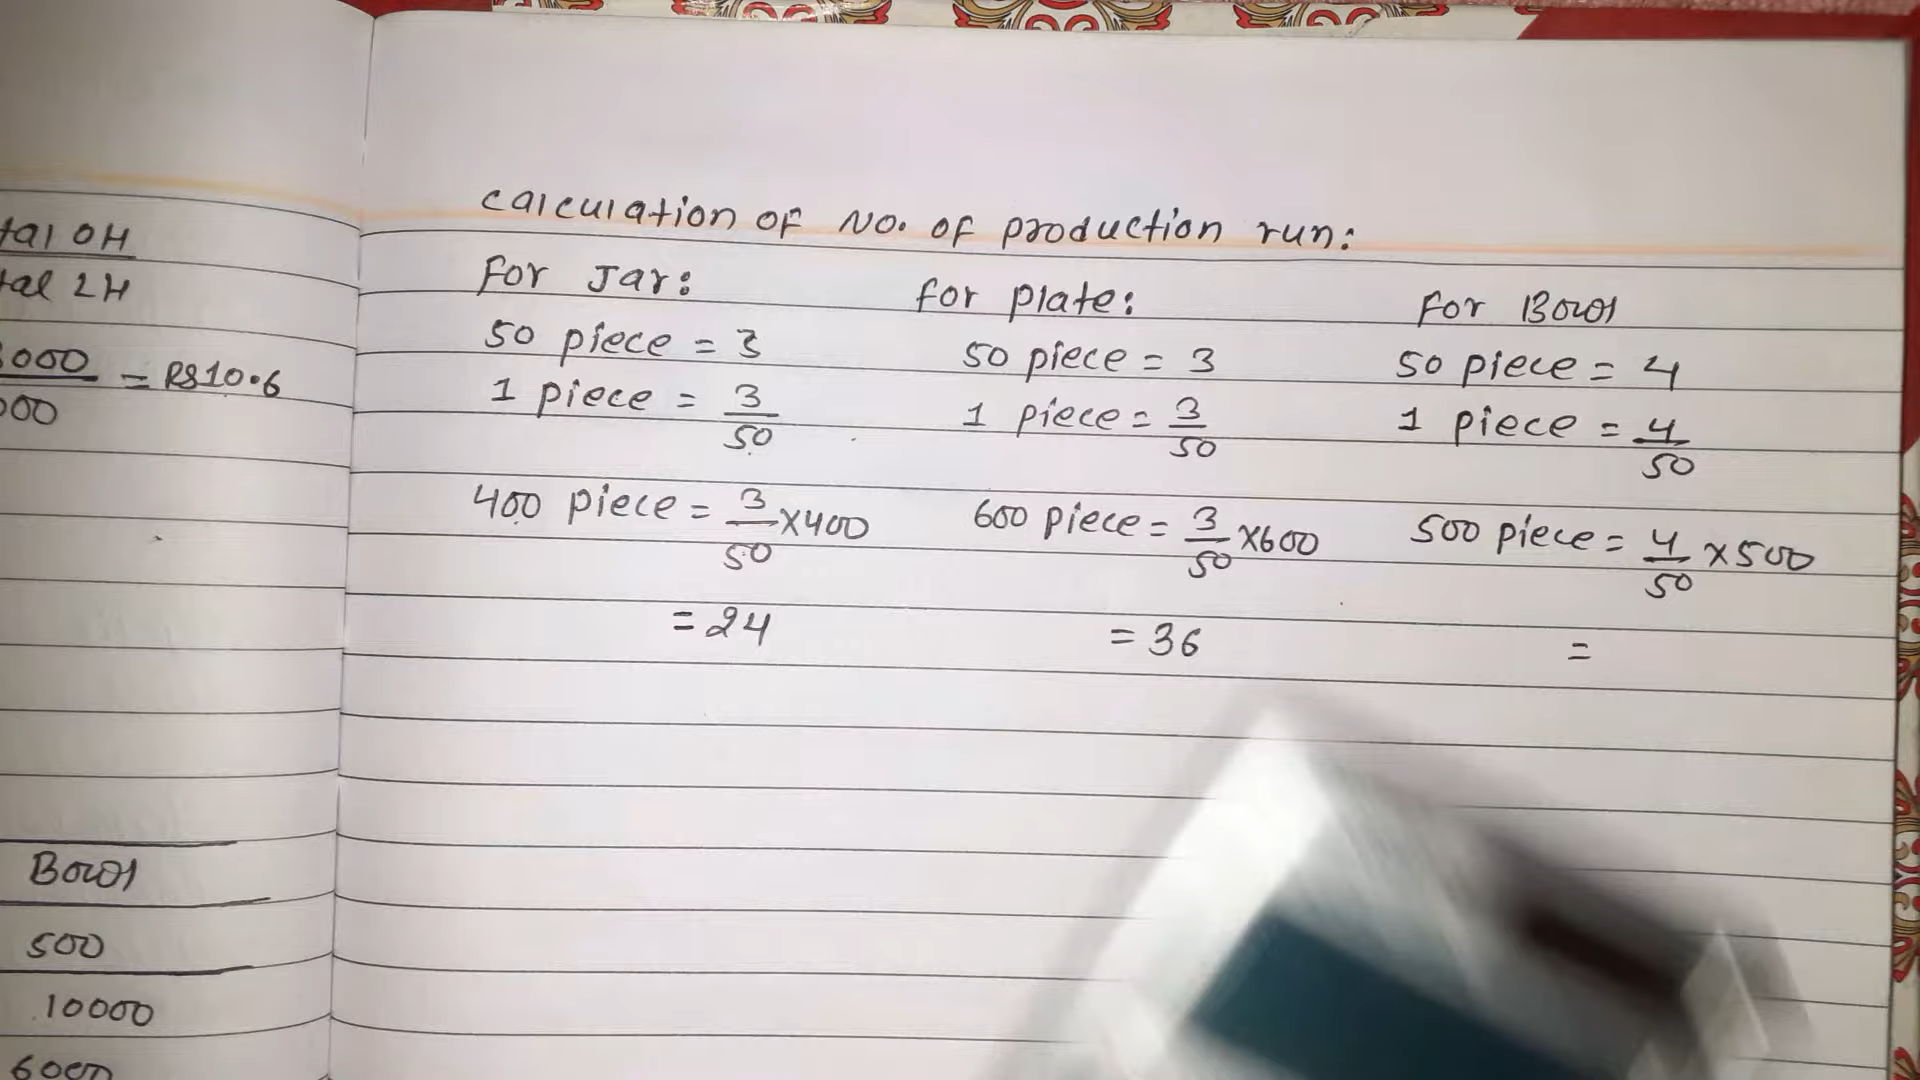 tal OH
tal LH
000 = RS10.6
000
Bowl
500
10000
6000
calculation of No. of production run:
For Jar:
50 piece = 3
1 piece = 3/50
400 piece = 3/50 x400
= 24
for plate:
50 piece = 3
1 piece = 3/50
600 piece = 3/50 x600
= 36
For Bowl
50 piece = 4
1 piece = 4/50
500 piece = 4/50 x500
=